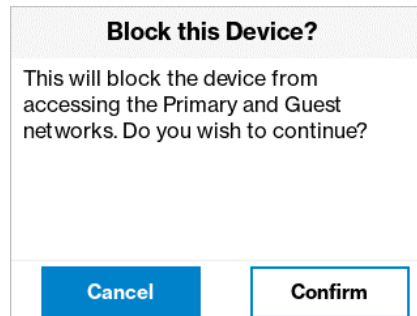 Block this Device?
This will block the device from
accessing the Primary and Guest
networks. Do you wish to continue?
Cancel
Confirm